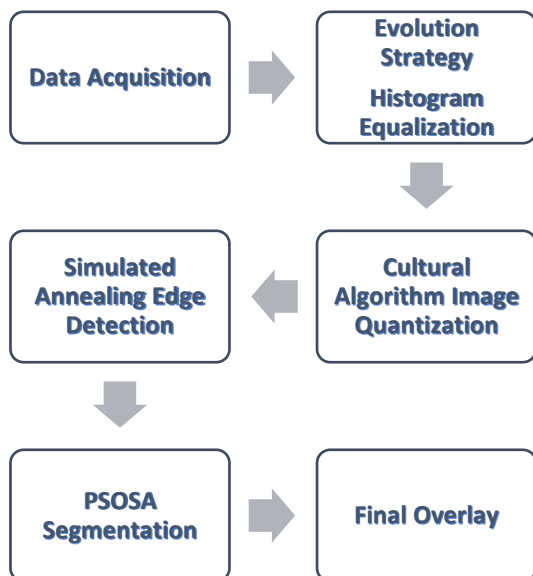 Data Acquisition
Evolution
Strategy
Histogram
Equalization
Simulated
Annealing Edge
Detection
Cultural
Algorithm Image
Quantization
PSOSA
Segmentation
Final Overlay